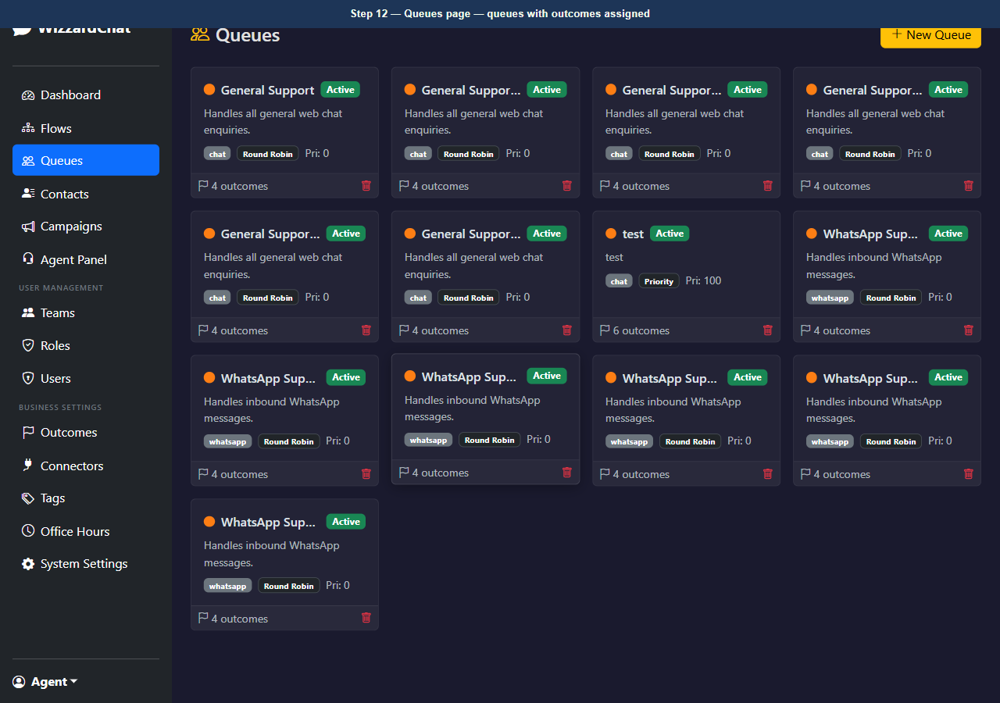 Step 12 — Queues page — queues with outcomes assigned
WizzardChat
Dashboard
Flows
Queues
Contacts
Campaigns
Agent Panel
USER MANAGEMENT
Teams
Roles
Users
BUSINESS SETTINGS
Outcomes
Connectors
Tags
Office Hours
System Settings
Agent
Queues
New Queue
General Support Active
Handles all general web chat
enquiries.
chat Round Robin Pri: 0
4 outcomes
General Suppor... Active
Handles all general web chat
enquiries.
chat Round Robin Pri: 0
4 outcomes
General Suppor... Active
Handles all general web chat
enquiries.
chat Round Robin Pri: 0
4 outcomes
General Suppor... Active
Handles all general web chat
enquiries.
chat Round Robin Pri: 0
4 outcomes
General Suppor... Active
Handles all general web chat
enquiries.
chat Round Robin Pri: 0
4 outcomes
General Suppor... Active
Handles all general web chat
enquiries.
chat Round Robin Pri: 0
4 outcomes
test Active
test
chat Priority Pri: 100
6 outcomes
WhatsApp Sup... Active
Handles inbound WhatsApp
messages.
whatsapp Round Robin Pri: 0
4 outcomes
WhatsApp Sup... Active
Handles inbound WhatsApp
messages.
whatsapp Round Robin Pri: 0
4 outcomes
WhatsApp Sup... Active
Handles inbound WhatsApp
messages.
whatsapp Round Robin Pri: 0
4 outcomes
WhatsApp Sup... Active
Handles inbound WhatsApp
messages.
whatsapp Round Robin Pri: 0
4 outcomes
WhatsApp Sup... Active
Handles inbound WhatsApp
messages.
whatsapp Round Robin Pri: 0
4 outcomes
WhatsApp Sup... Active
Handles inbound WhatsApp
messages.
whatsapp Round Robin Pri: 0
4 outcomes